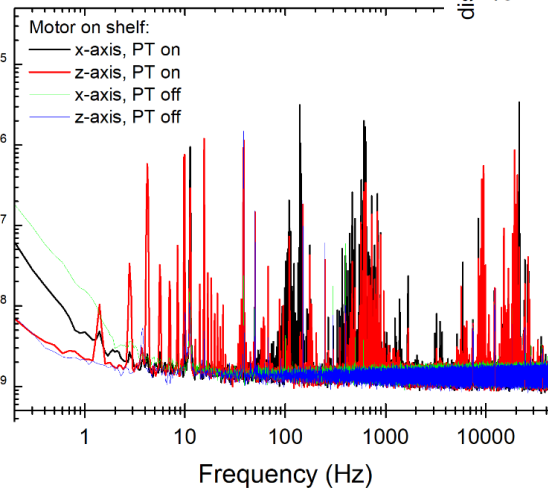 di
Motor on shelf:
x-axis, PT on
z-axis, PT on
x-axis, PT off
z-axis, PT off
5
6
7
8
9
1 10 100 1000 10000
Frequency (Hz)